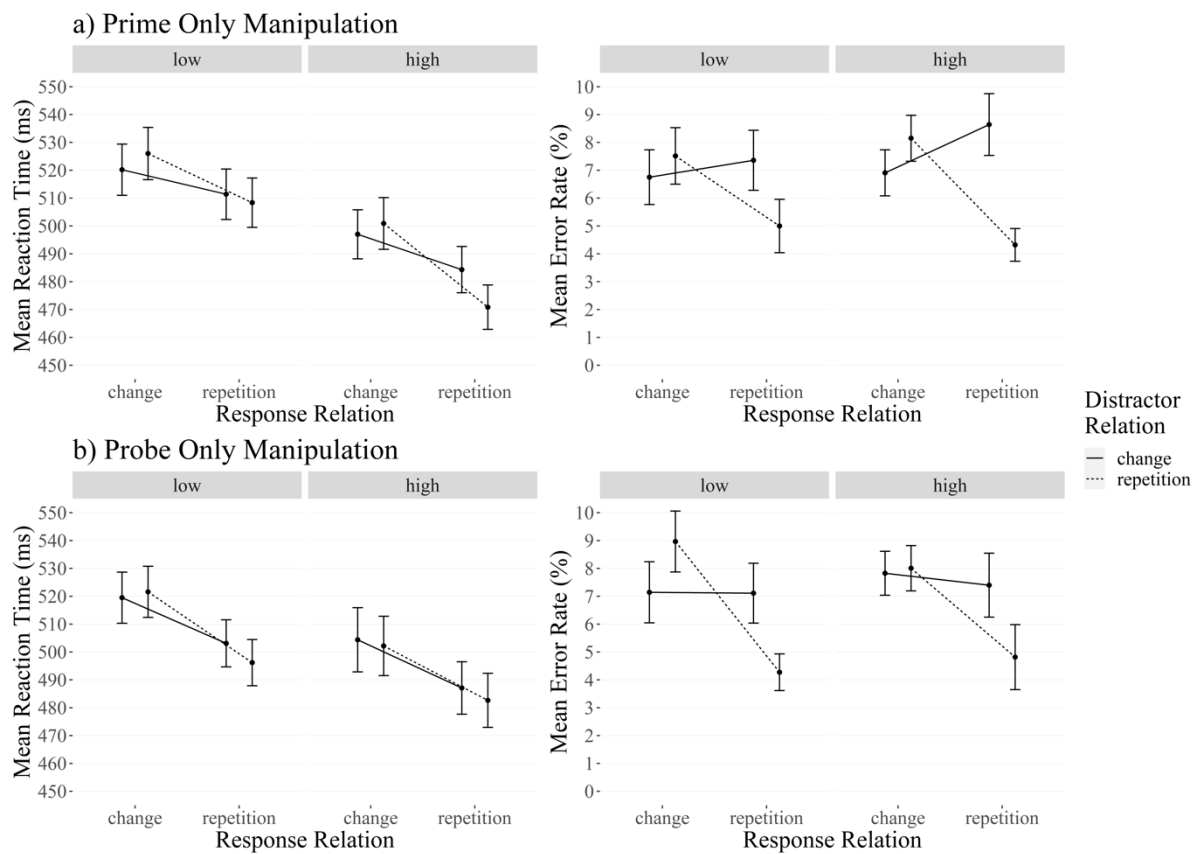 a) Prime Only Manipulation
low
high
Mean Reaction Time (ms)
550
540
530
520
510
500
490
480
470
460
450
change
repetition
change
repetition
Response Relation
low
high
Mean Error Rate (%)
10
9
8
7
6
5
4
3
2
1
0
change
repetition
change
repetition
Response Relation
Distractor
Relation
change
repetition
b) Probe Only Manipulation
low
high
Mean Reaction Time (ms)
550
540
530
520
510
500
490
480
470
460
450
change
repetition
change
repetition
Response Relation
low
high
Mean Error Rate (%)
10
9
8
7
6
5
4
3
2
1
0
change
repetition
change
repetition
Response Relation